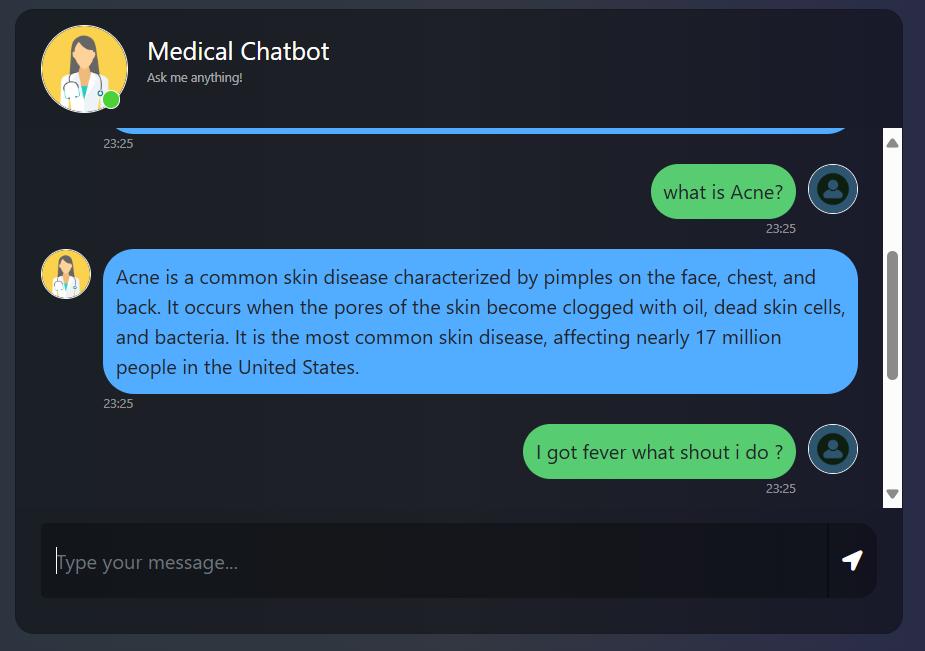 Medical Chatbot
Ask me anything!
23:25
what is Acne?
23:25
Acne is a common skin disease characterized by pimples on the face, chest, and
back. It occurs when the pores of the skin become clogged with oil, dead skin cells,
and bacteria. It is the most common skin disease, affecting nearly 17 million
people in the United States.
23:25
I got fever what shout i do ?
23:25
Type your message...